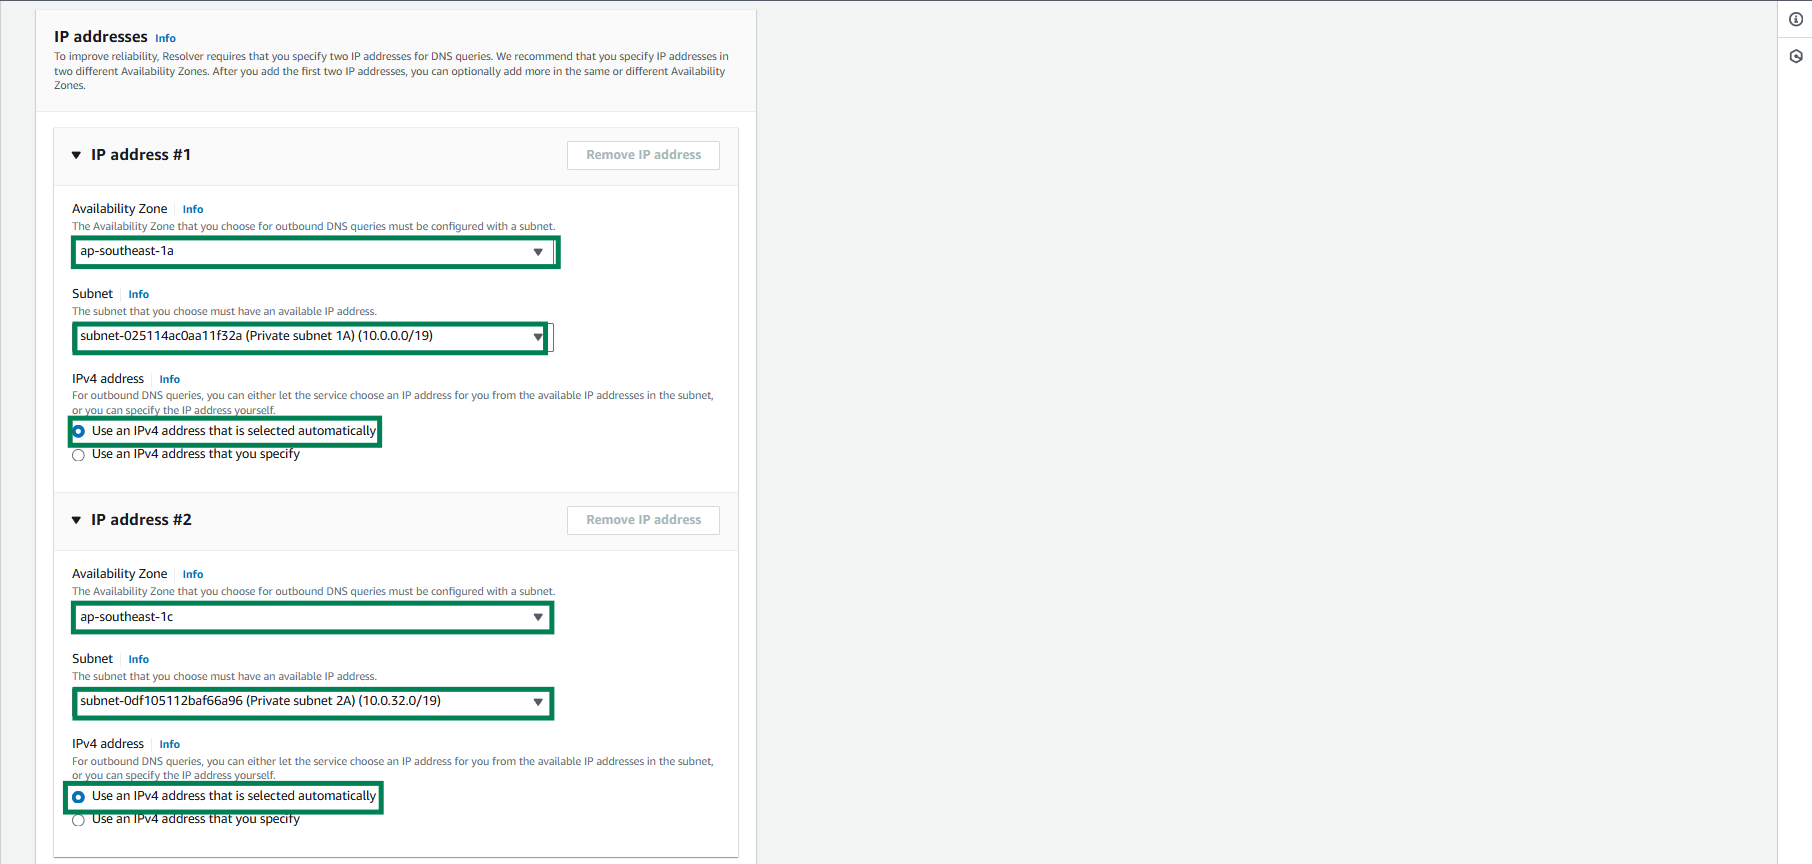 IP addresses Info
To improve reliability, Resolver requires that you specify two IP addresses for DNS queries. We recommend that you specify IP addresses in
two different Availability Zones. After you add the first two IP addresses, you can optionally add more in the same or different Availability
Zones.
IP address #1 Remove IP address
Availability Zone Info
The Availability Zone that you choose for outbound DNS queries must be configured with a subnet.
ap-southeast-1a
Subnet Info
The subnet that you choose must have an available IP address.
subnet-025114ac0aa11f32a (Private subnet 1A) (10.0.0.0/19)
IPv4 address Info
For outbound DNS queries, you can either let the service choose an IP address for you from the available IP addresses in the subnet,
or you can specify the IP address yourself.
Use an IPv4 address that is selected automatically
Use an IPv4 address that you specify
IP address #2 Remove IP address
Availability Zone Info
The Availability Zone that you choose for outbound DNS queries must be configured with a subnet.
ap-southeast-1c
Subnet Info
The subnet that you choose must have an available IP address.
subnet-0df105112baf66a96 (Private subnet 2A) (10.0.32.0/19)
IPv4 address Info
For outbound DNS queries, you can either let the service choose an IP address for you from the available IP addresses in the subnet,
or you can specify the IP address yourself.
Use an IPv4 address that is selected automatically
Use an IPv4 address that you specify